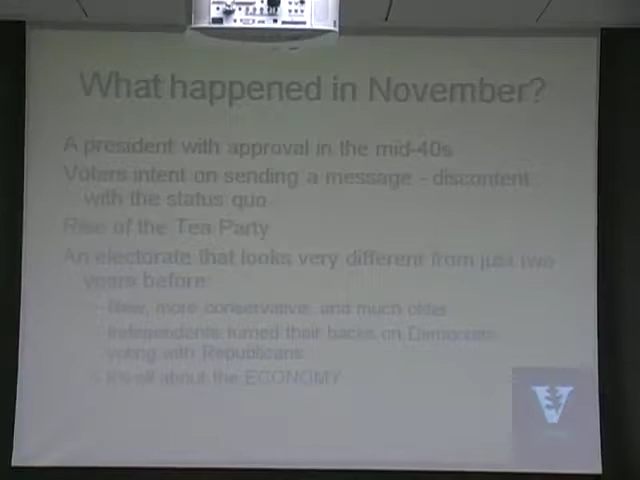 What happened in November?
A president with approval in the mid-40s
Voters intent on sending a message - discontent
with the status quo
Rise of the Tea Party
An electorate that looks very different from just two
years before:
more conservative, and much older
Independents turned their backs on Democrats
voting with Republicans
It's all about the ECONOMY
V